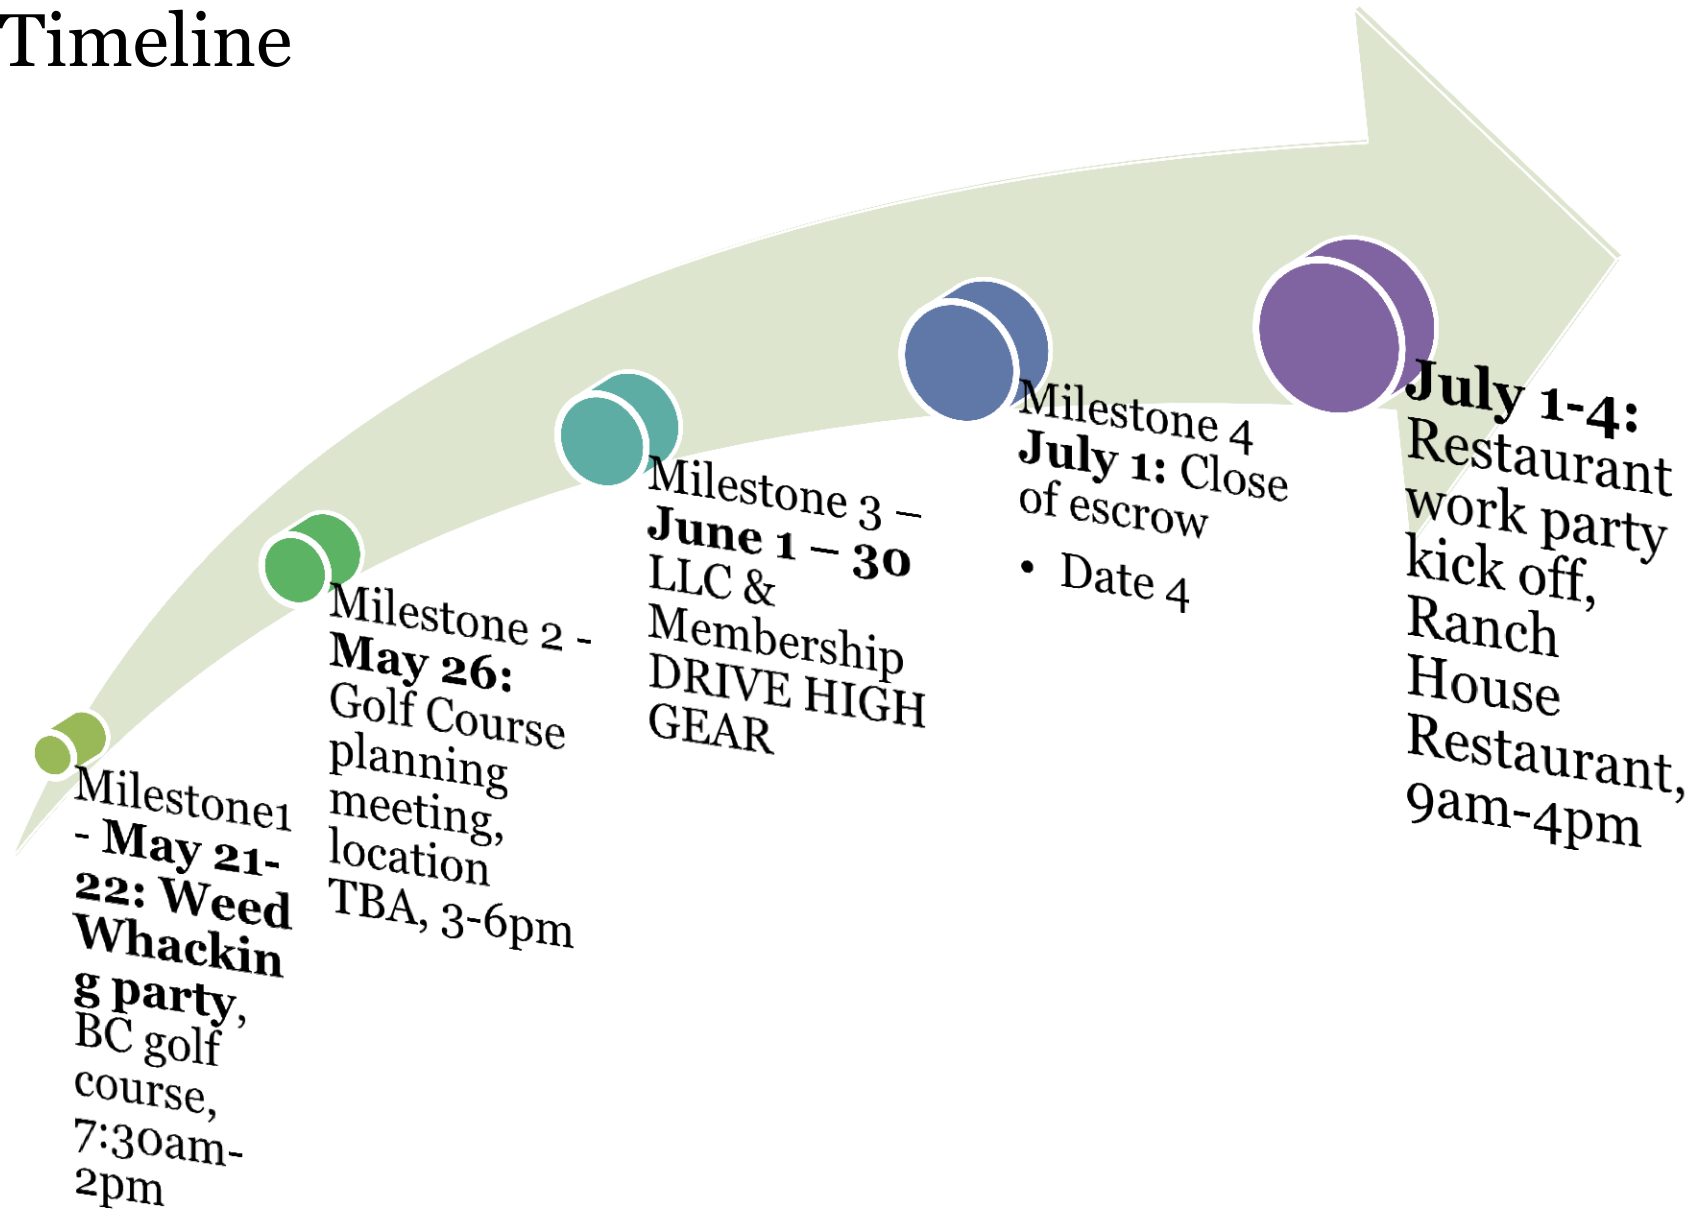 Timeline
Milestone1
- May 21-
22: Weed
Whackin
g party,
BC golf
course,
7:30am-
2pm
Milestone 2 -
May 26:
Golf Course
planning
meeting,
location
TBA, 3-6pm
Milestone 3 –
June 1 – 30
LLC &
Membership
DRIVE HIGH
GEAR
Milestone 4
July 1: Close
of escrow
• Date 4
July 1-4:
Restaurant
work party
kick off,
Ranch
House
Restaurant,
9am-4pm